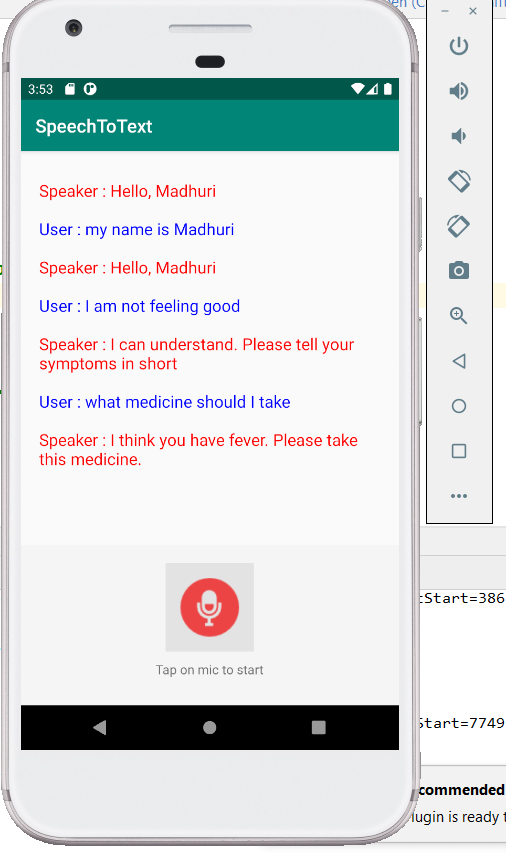 3:53
SpeechToText
Speaker : Hello, Madhuri
User : my name is Madhuri
Speaker : Hello, Madhuri
User : I am not feeling good
Speaker : I can understand. Please tell your
symptoms in short
User : what medicine should I take
Speaker : I think you have fever. Please take
this medicine.
Tap on mic to start
Start=386
Start=7749
commended
lugin is ready